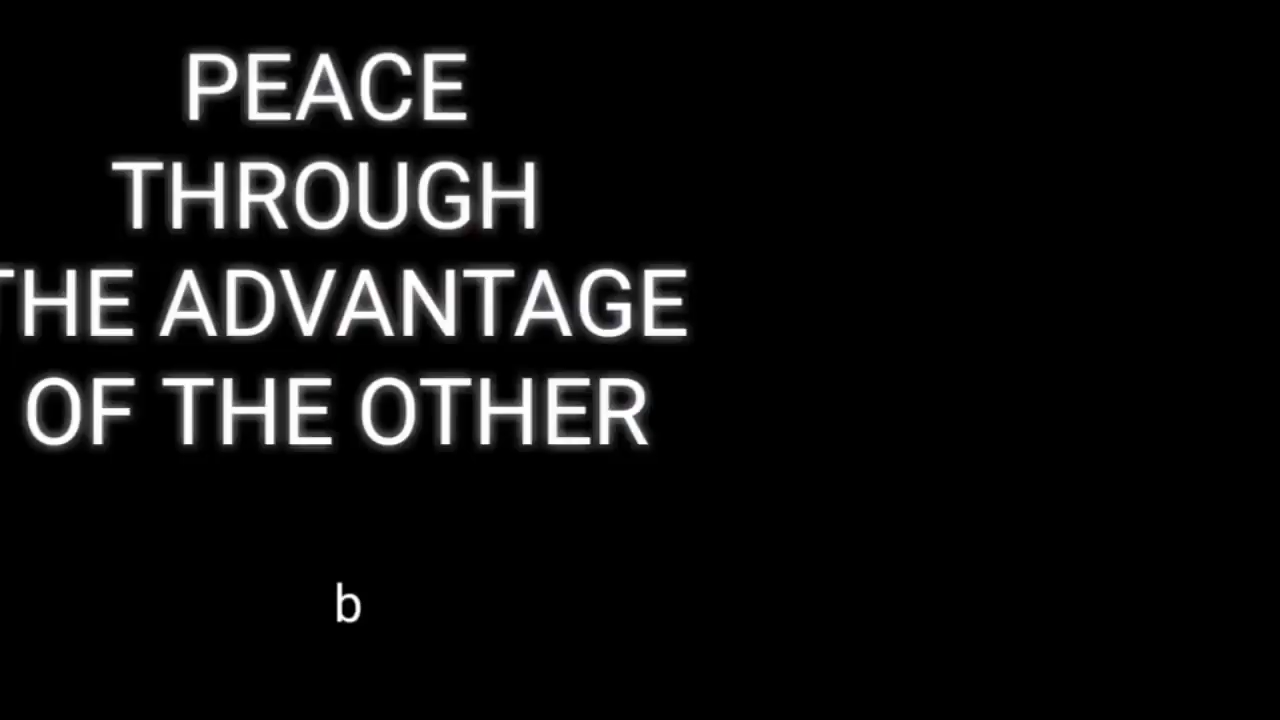 PEACE
THROUGH
THE ADVANTAGE
OF THE OTHER
b